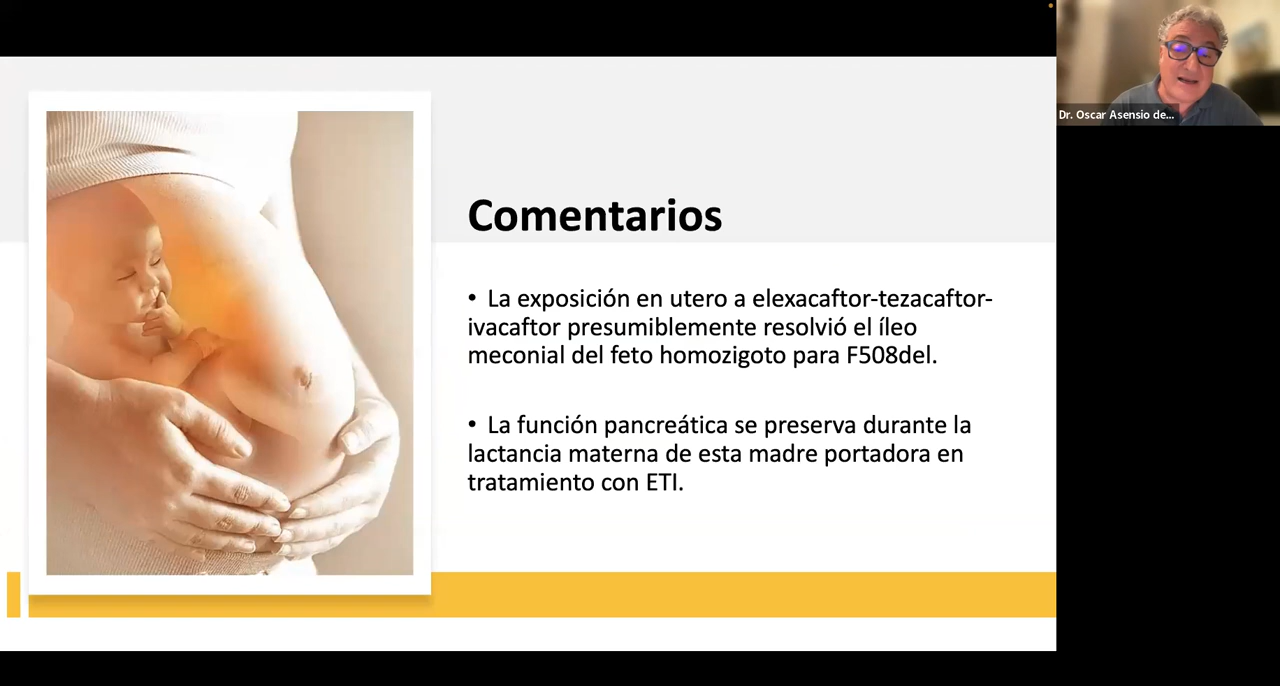 Dr. Oscar Asensio de...
Comentarios
• La exposición en utero a elexacaftor-tezacaftor-
ivacaftor presumiblemente resolvió el íleo
meconial del feto homozigoto para F508del.
• La función pancreática se preserva durante la
lactancia materna de esta madre portadora en
tratamiento con ETI.